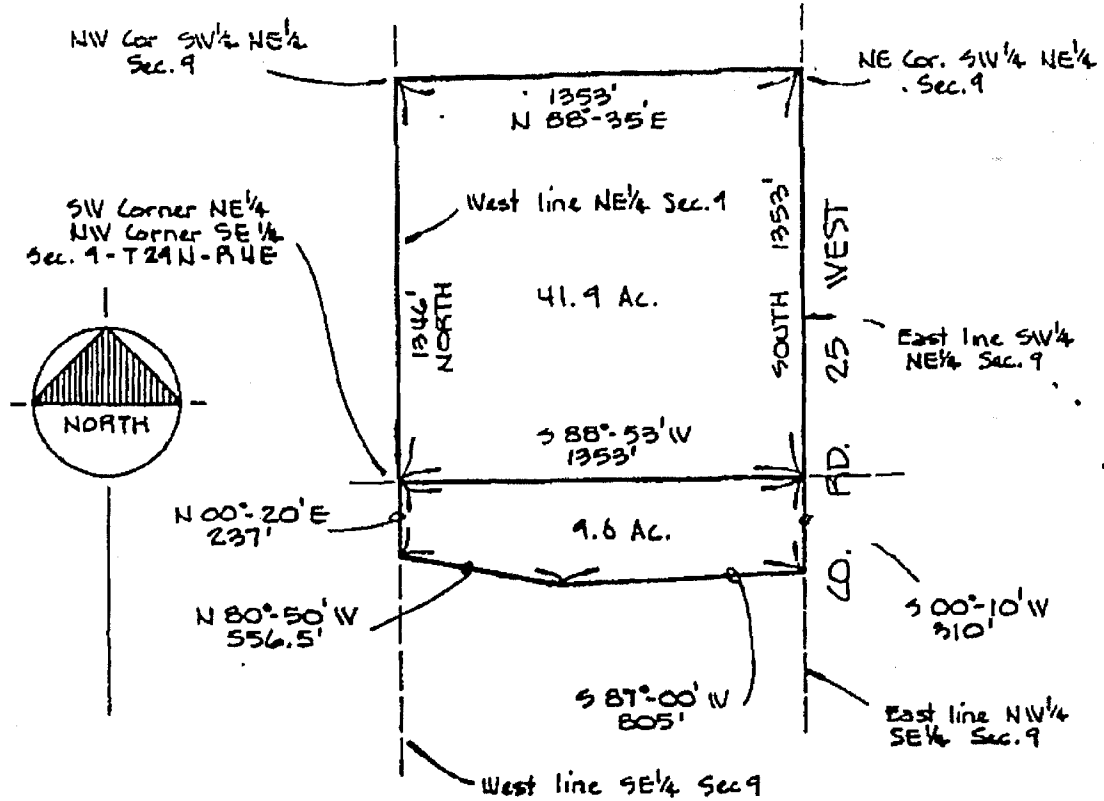 NW Cor SW½ NE½
Sec. 9
NE Cor. SW¼ NE¼
Sec. 9
1353'
N 88°-35'E
SW Corner NE¼
NW Corner SE¼
Sec. 9-T29N-R4E
West line NE¼ Sec. 9
1346'
NORTH
41.9 Ac.
SOUTH 1353'
CO. RD. 25 WEST
East line SW¼
NE¼ Sec. 9
NORTH
S 88°-53' W
1353'
N 00°-20' E
237'
9.6 Ac.
S 00°-10' W
310'
N 80°-50' W
556.5'
S 87°-00' W
805'
East line NW¼
SE¼ Sec. 9
West line SE¼ Sec 9